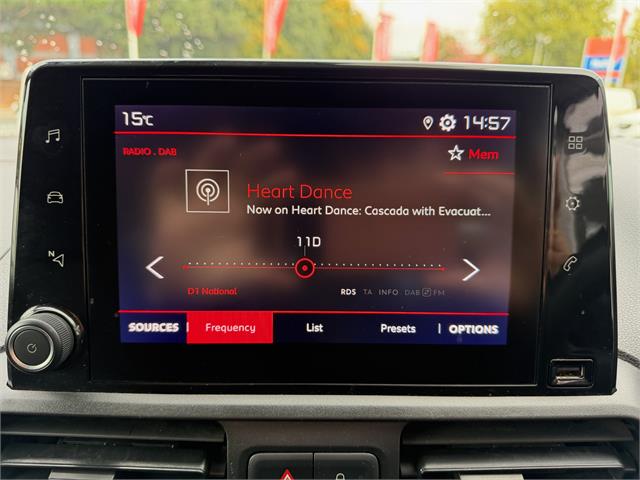 15°C
14:57
RADIO . DAB
Mem
Heart Dance
Now on Heart Dance: Cascada with Evacuat...
11D
D1 National
RDS TA INFO DAB FM
SOURCES | Frequency List Presets | OPTIONS
N